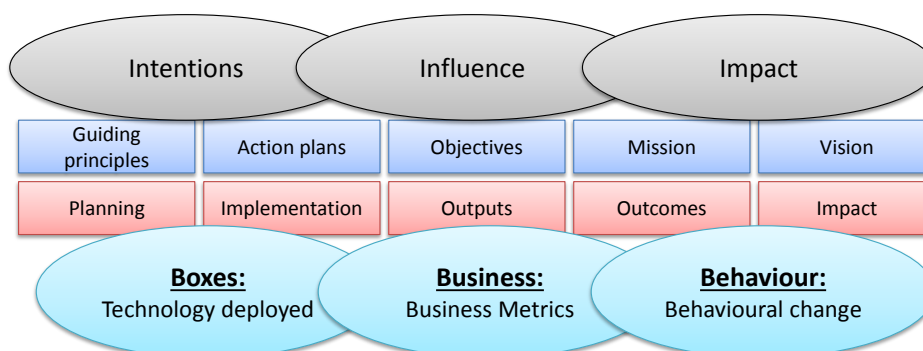 Intentions
Influence
Impact
Guiding
principles
Action plans
Objectives
Mission
Vision
Planning
Implementation
Outputs
Outcomes
Impact
Boxes:
Technology deployed
Business:
Business Metrics
Behaviour:
Behavioural change